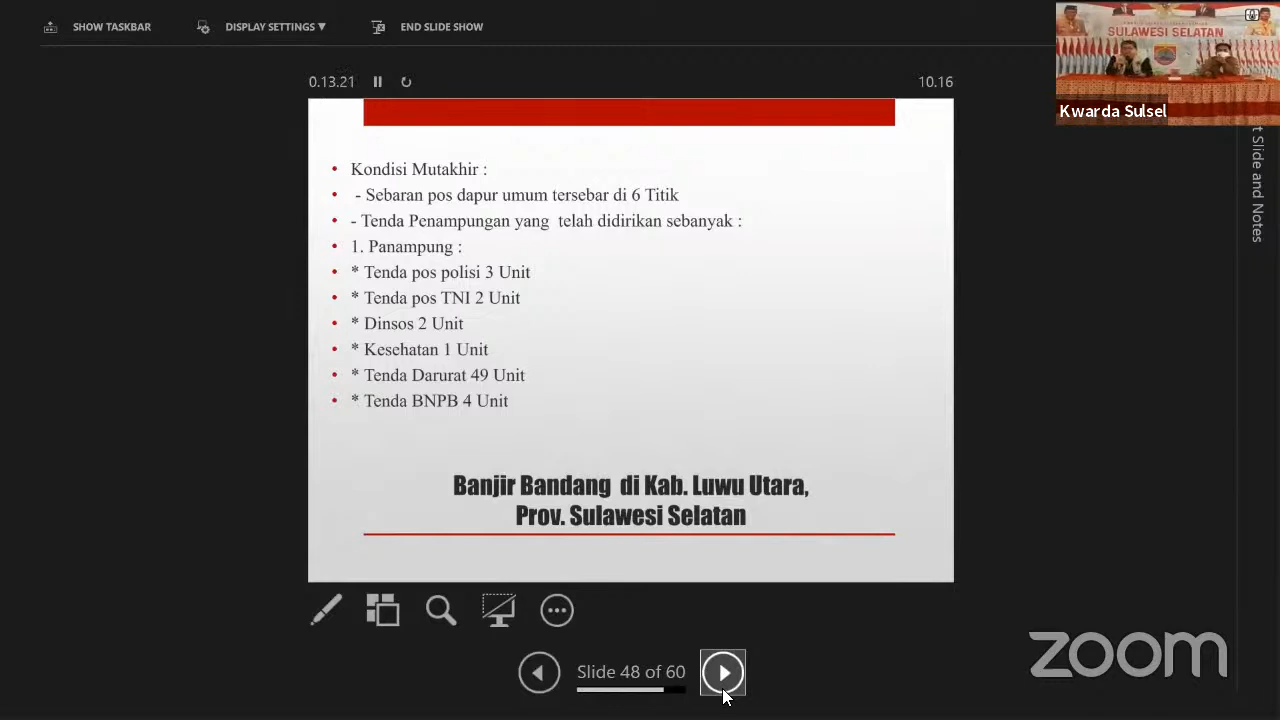 SHOW TASKBAR
DISPLAY SETTINGS ▼
END SLIDE SHOW
0.13.21
10.16
SULAWESI SELATAN
Kwarda Sulsel
t Slide and Notes
• Kondisi Mutakhir :
• - Sebaran pos dapur umum tersebar di 6 Titik
• - Tenda Penampungan yang telah didirikan sebanyak :
• 1. Panampung :
• * Tenda pos polisi 3 Unit
• * Tenda pos TNI 2 Unit
• * Dinsos 2 Unit
• * Kesehatan 1 Unit
• * Tenda Darurat 49 Unit
• * Tenda BNPB 4 Unit
Banjir Bandang di Kab. Luwu Utara,
Prov. Sulawesi Selatan
Slide 48 of 60
zoom